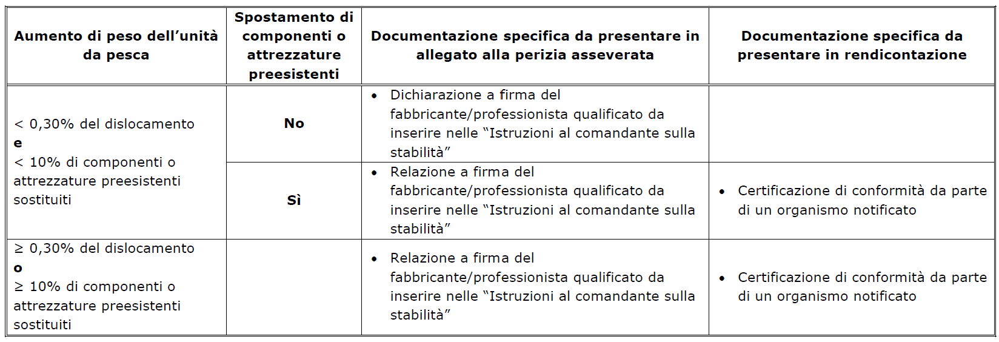 Aumento di peso dell’unità
da pesca
Spostamento di
componenti o
attrezzature
preesistenti
Documentazione specifica da presentare in
allegato alla perizia asseverata
Documentazione specifica da
presentare in rendicontazione
< 0,30% del dislocamento
e
< 10% di componenti o
attrezzature preesistenti
sostituiti
No
• Dichiarazione a firma del
fabbricante/professionista qualificato da
inserire nelle “Istruzioni al comandante sulla
stabilità”
Sì
• Relazione a firma del
fabbricante/professionista qualificato da
inserire nelle “Istruzioni al comandante sulla
stabilità”
• Certificazione di conformità da parte
di un organismo notificato
≥ 0,30% del dislocamento
o
≥ 10% di componenti o
attrezzature preesistenti
sostituiti
• Relazione a firma del
fabbricante/professionista qualificato da
inserire nelle “Istruzioni al comandante sulla
stabilità”
• Certificazione di conformità da parte
di un organismo notificato